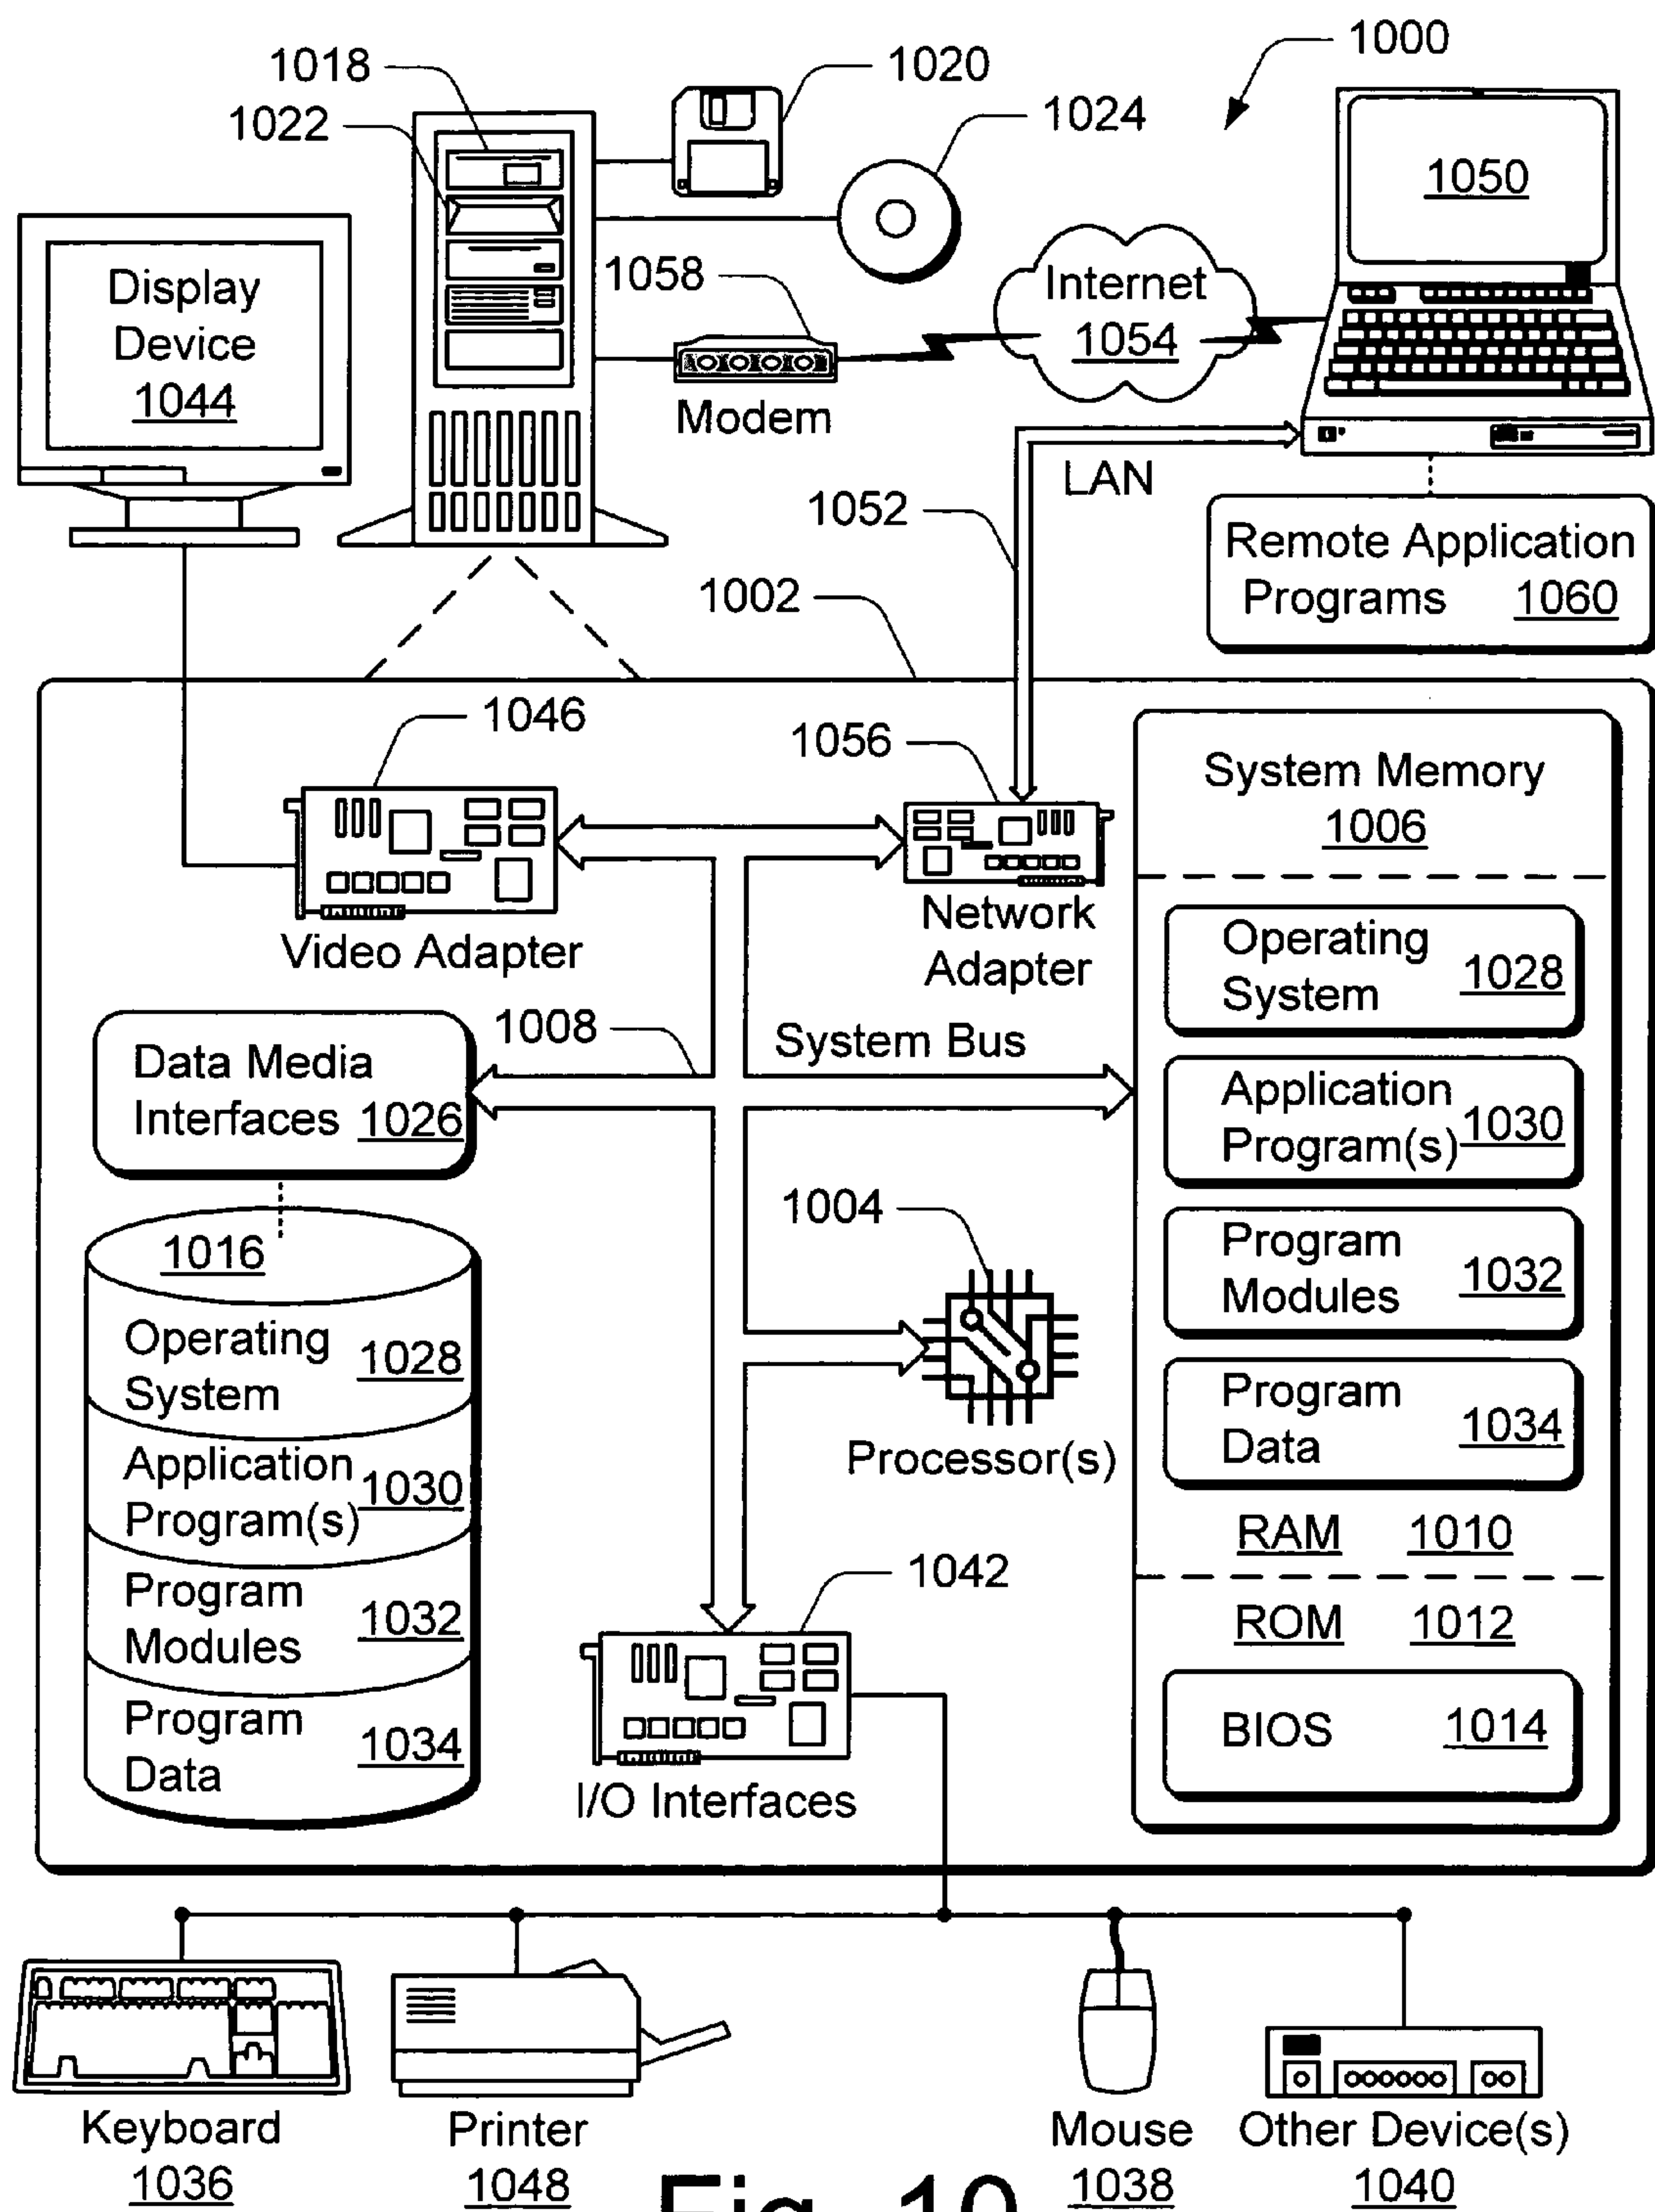 1000
1018
1020
1022
1024
1050
Display
Device
1044
1058
Internet
1054
Modem
LAN
1052
Remote Application
Programs 1060
1002
1046
1056
System Memory
1006
Video Adapter
Network
Adapter
Operating
System 1028
1008
System Bus
Data Media
Interfaces 1026
Application
Program(s) 1030
1004
Program
Modules 1032
1016
Operating
System 1028
Program
Data 1034
Processor(s)
Application
Program(s) 1030
RAM 1010
1042
Program
Modules 1032
ROM 1012
Program
Data 1034
BIOS 1014
I/O Interfaces
Keyboard
1036
Printer
1048
Mouse
1038
Other Device(s)
1040
Fig. 10